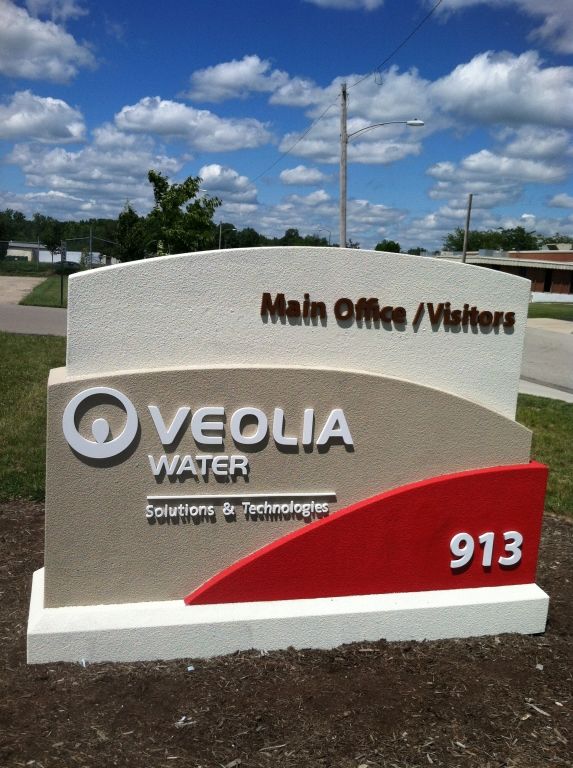 Main Office /Visitors
VEOLIA
WATER
Solutions & Technologies
913